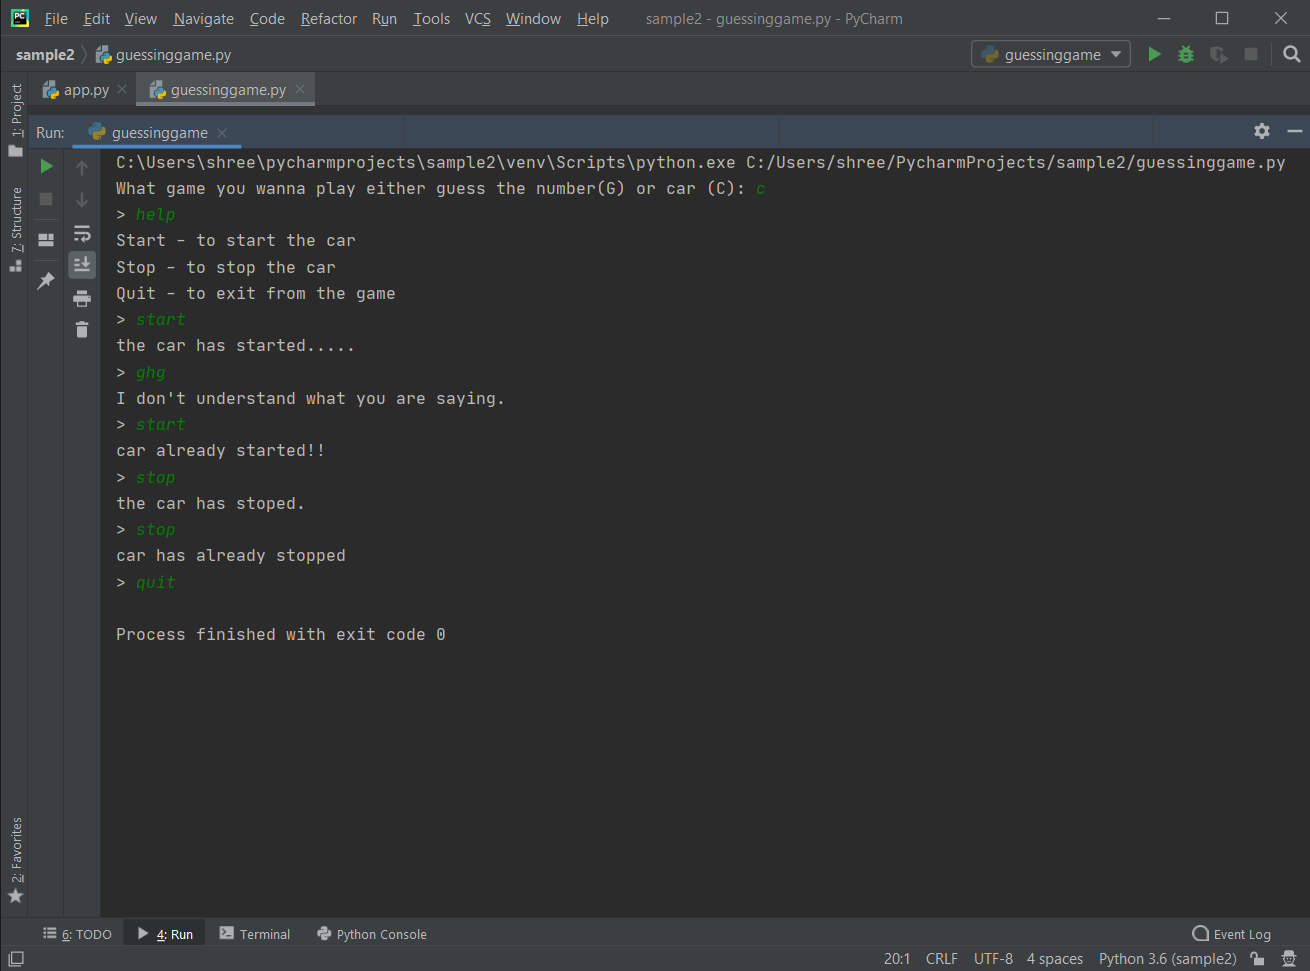 PC File Edit View Navigate Code Refactor Run Tools VCS Window Help sample2 - guessinggame.py - PyCharm
sample2 guessinggame.py guessinggame
app.py guessinggame.py
1: Project
Run: guessinggame
7: Structure
C:\Users\shree\pycharmprojects\sample2\venv\Scripts\python.exe C:/Users/shree/PycharmProjects/sample2/guessinggame.py
What game you wanna play either guess the number(G) or car (C): c
> help
Start - to start the car
Stop - to stop the car
Quit - to exit from the game
> start
the car has started.....
> ghg
I don't understand what you are saying.
> start
car already started!!
> stop
the car has stoped.
> stop
car has already stopped
> quit
Process finished with exit code 0
2: Favorites
6: TODO 4: Run Terminal Python Console Event Log
20:1 CRLF UTF-8 4 spaces Python 3.6 (sample2)